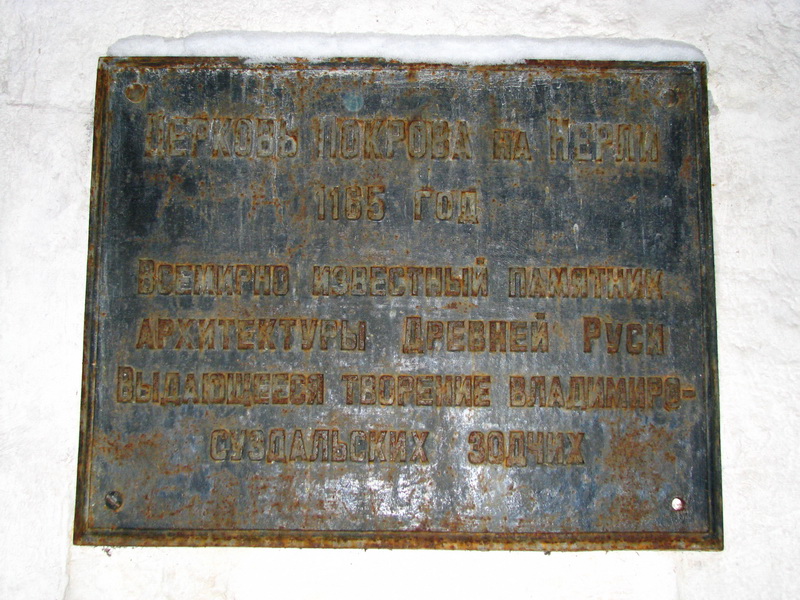 Церковь Покрова на Нерли
1165 год
Всемирно известный памятник
архитектуры Древней Руси
Выдающееся творение владимиро-
суздальских зодчих